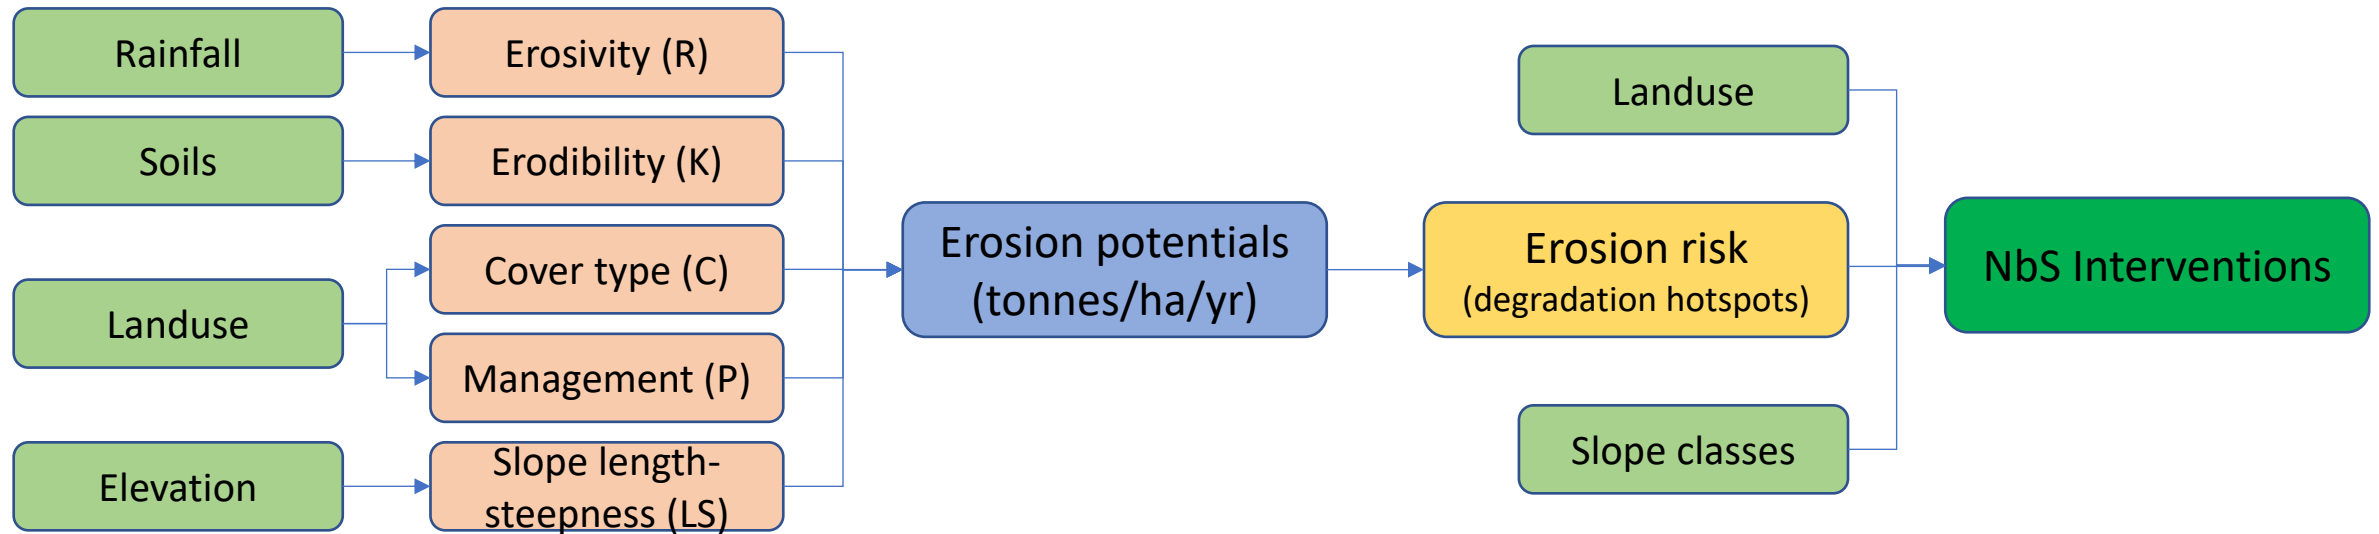 Rainfall
Erosivity (R)
Soils
Erodibility (K)
Landuse
Cover type (C)
Management (P)
Elevation
Slope length-
steepness (LS)
Erosion potentials
(tonnes/ha/yr)
Erosion risk
(degradation hotspots)
Landuse
Slope classes
NbS Interventions